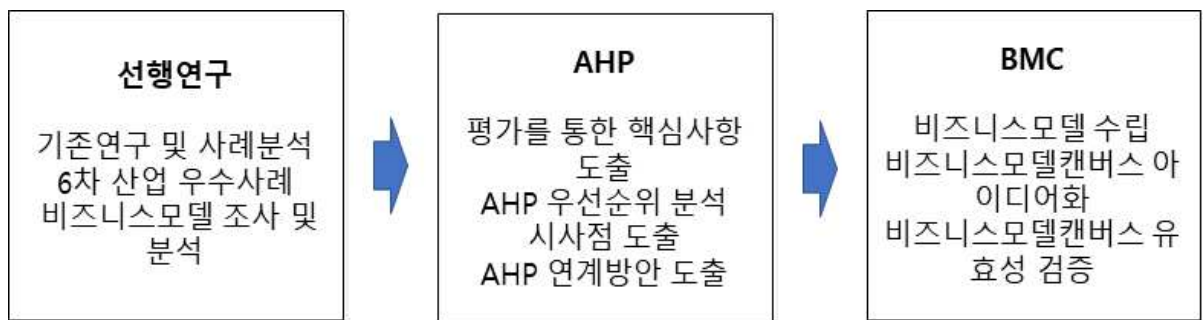 선행연구
기존연구 및 사례분석
6차 산업 우수사례
비즈니스모델 조사 및
분석
AHP
평가를 통한 핵심사항
도출
AHP 우선순위 분석
시사점 도출
AHP 연계방안 도출
BMC
비즈니스모델 수립
비즈니스모델캔버스 아
이디어화
비즈니스모델캔버스 유
효성 검증